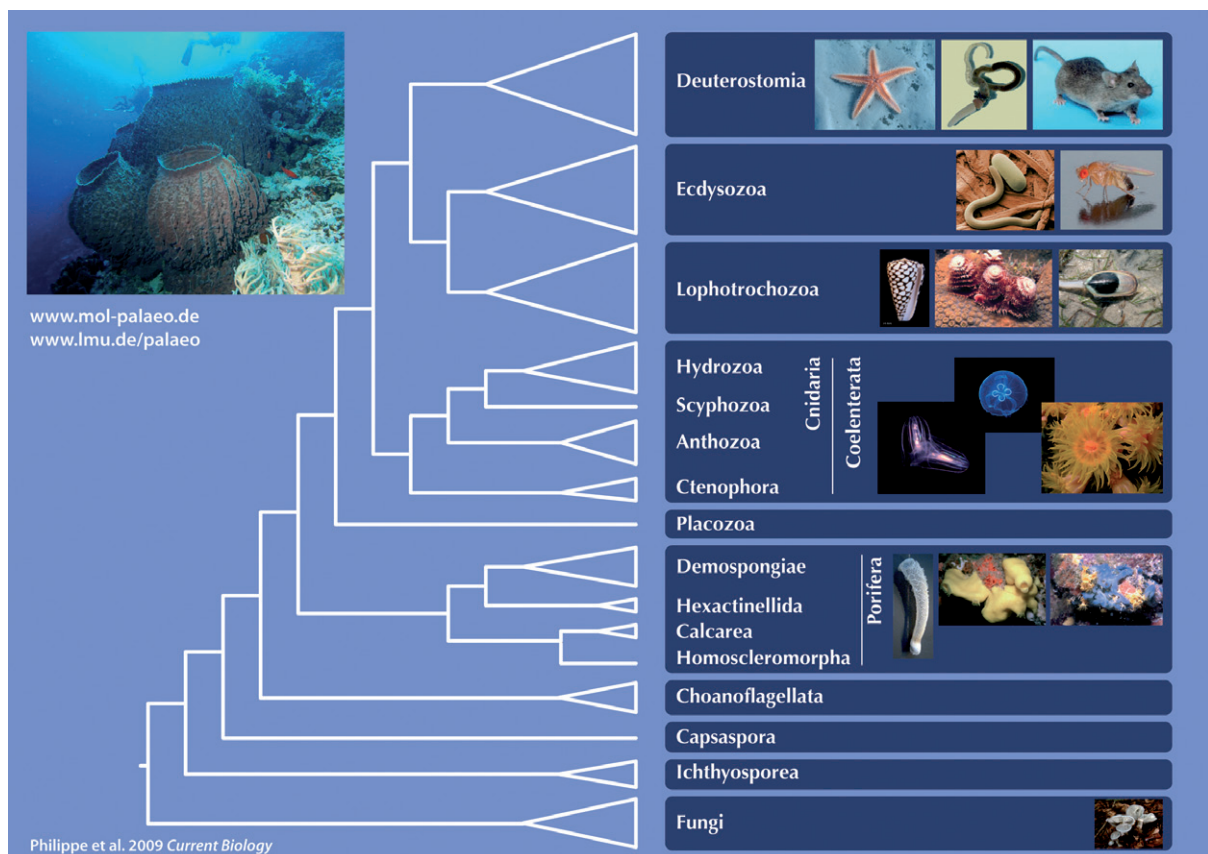 Deuterostomia
Ecdysozoa
Lophotrochozoa
www.mol-palaeo.de
www.lmu.de/palaeo
Hydrozoa
Scyphozoa
Anthozoa
Ctenophora
Cnidaria
Coelenterata
Placozoa
Demospongiae
Hexactinellida
Calcarea
Homoscleromorpha
Porifera
Choanoflagellata
Capsaspora
Ichthyosporea
Fungi
Philippe et al. 2009 Current Biology